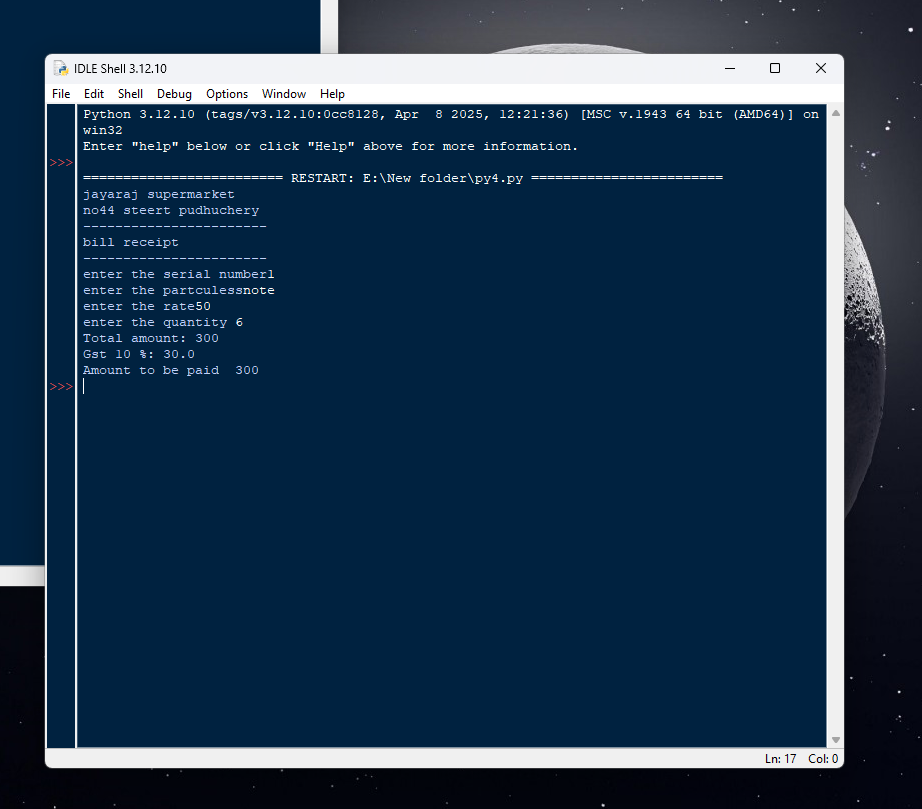 IDLE Shell 3.12.10
File Edit Shell Debug Options Window Help
Python 3.12.10 (tags/v3.12.10:0cc8128, Apr  8 2025, 12:21:36) [MSC v.1943 64 bit (AMD64)] on
win32
Enter "help" below or click "Help" above for more information.
>>>
========================= RESTART: E:\New folder\py4.py ========================
jayaraj supermarket
no44 steert pudhuchery
-----------------------
bill receipt
-----------------------
enter the serial number1
enter the partculessnote
enter the rate50
enter the quantity 6
Total amount: 300
Gst 10 %: 30.0
Amount to be paid  300
>>>
Ln: 17 Col: 0